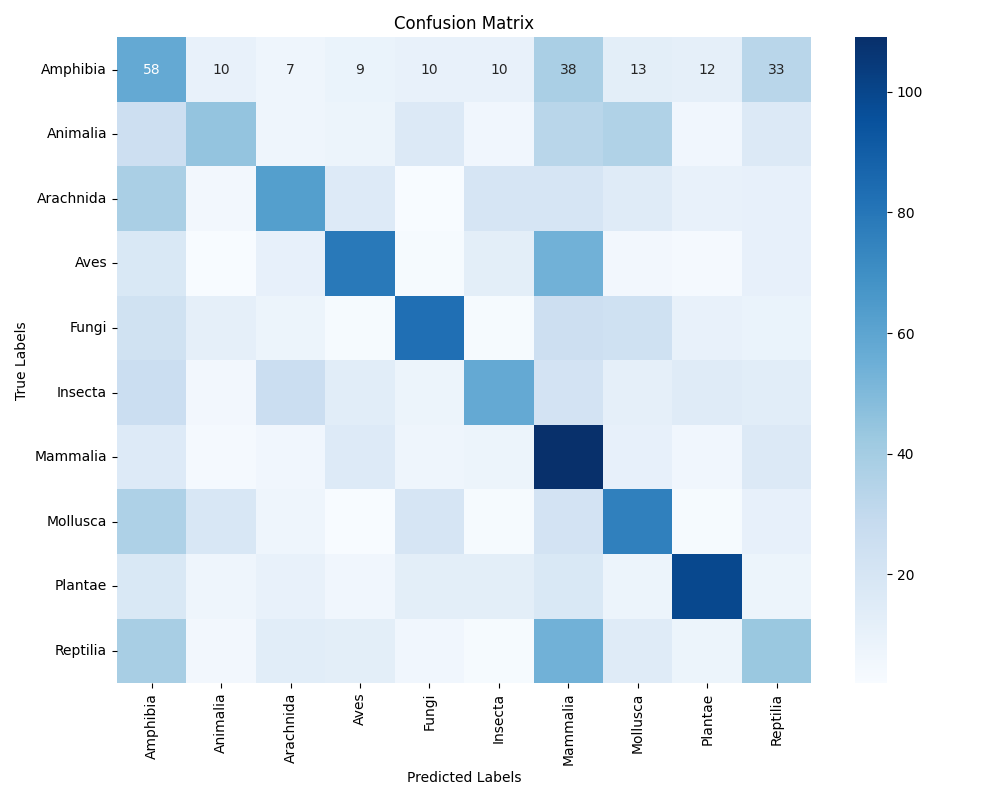 Confusion Matrix
True Labels
Amphibia 58 10 7 9 10 10 38 13 12 33
Animalia
Arachnida
Aves
Fungi
Insecta
Mammalia
Mollusca
Plantae
Reptilia
Amphibia Animalia Arachnida Aves Fungi Insecta Mammalia Mollusca Plantae Reptilia
Predicted Labels
100
80
60
40
20